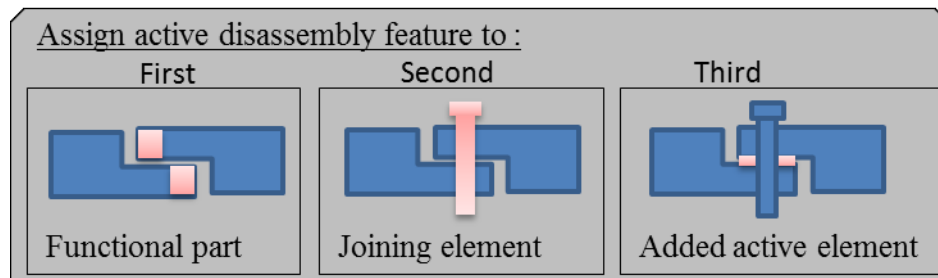 Assign active disassembly feature to :
First Second Third
Functional part Joining element Added active element